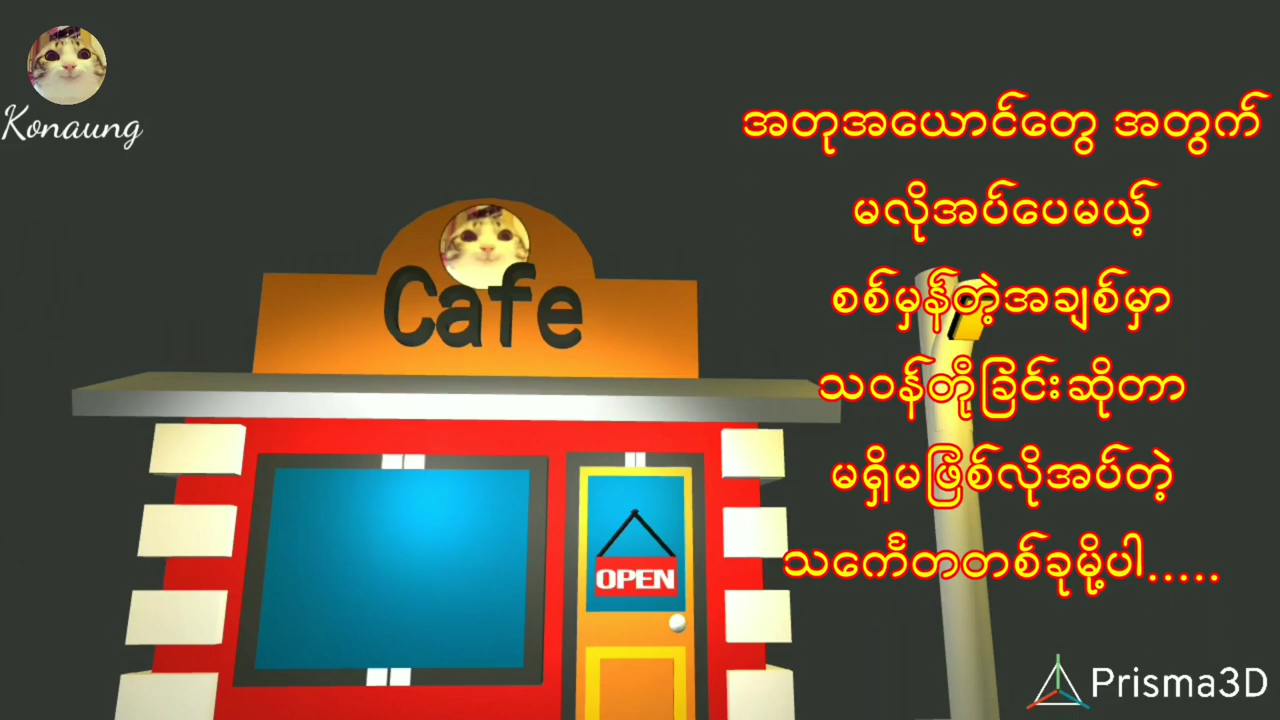 Konaung
အတုအယောင်တွေ အတွက်
မလိုအပ်ပေမယ့်
စစ်မှန်တဲ့အချစ်မှာ
သဝန်တိုခြင်းဆိုတာ
မရှိမဖြစ်လိုအပ်တဲ့
သင်္ကေတတစ်ခုမို့ပါ.....
Cafe
OPEN
Prisma3D